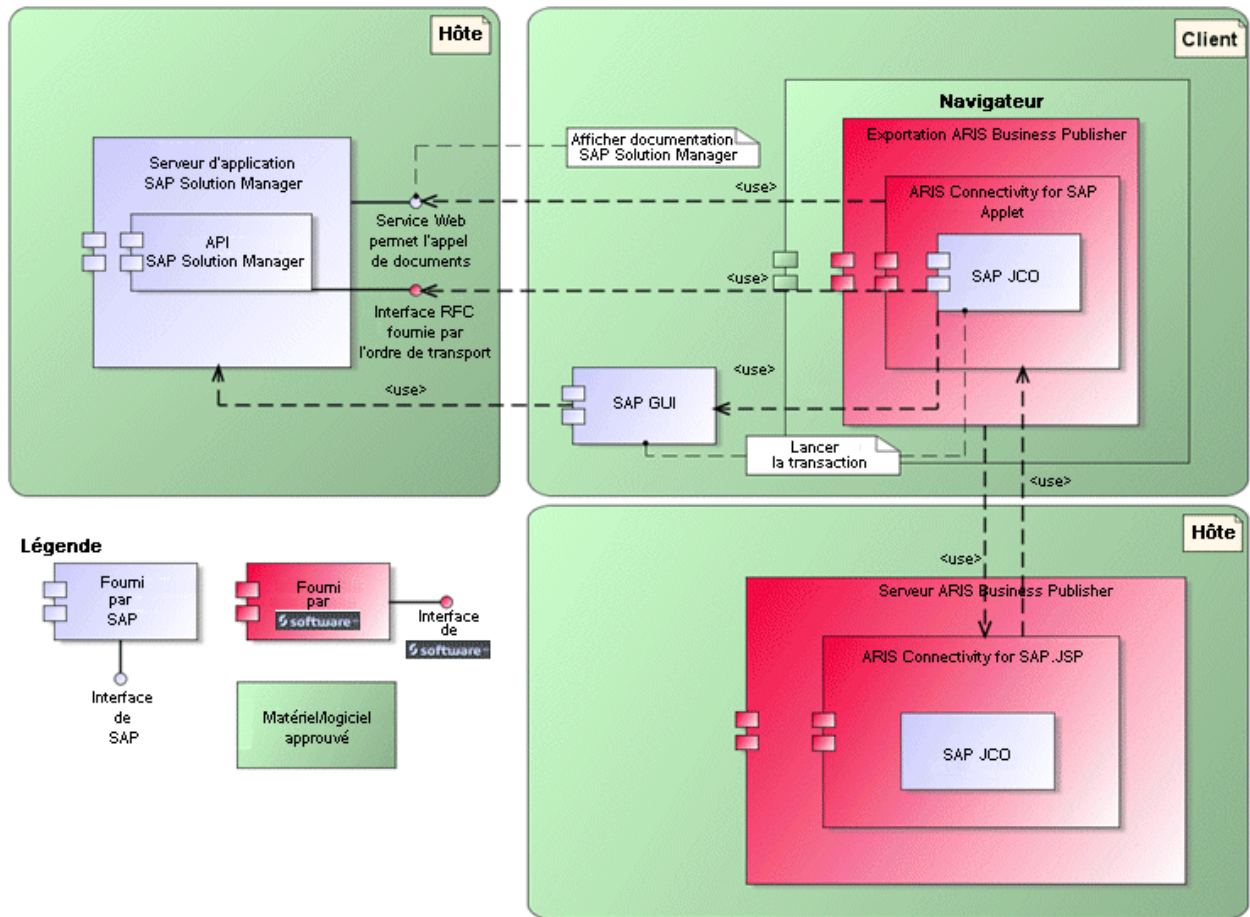 Hôte
Serveur d'application
SAP Solution Manager
API
SAP Solution Manager
Service Web
permet l'appel
de documents
Interface RFC
fournie par
l'ordre de transport
<use>
Client
Navigateur
Exportation ARIS Business Publisher
Afficher documentation
SAP Solution Manager
<use>
ARIS Connectivity for SAP
Applet
SAP JCO
<use>
<use>
SAP GUI
Lancer
la transaction
<use>
Hôte
<use>
Serveur ARIS Business Publisher
ARIS Connectivity for SAP.JSP
SAP JCO
Légende
Fourni
par
SAP
Interface
de
SAP
Fourni
par
software
Interface
de
software
Matériel/logiciel
approuvé